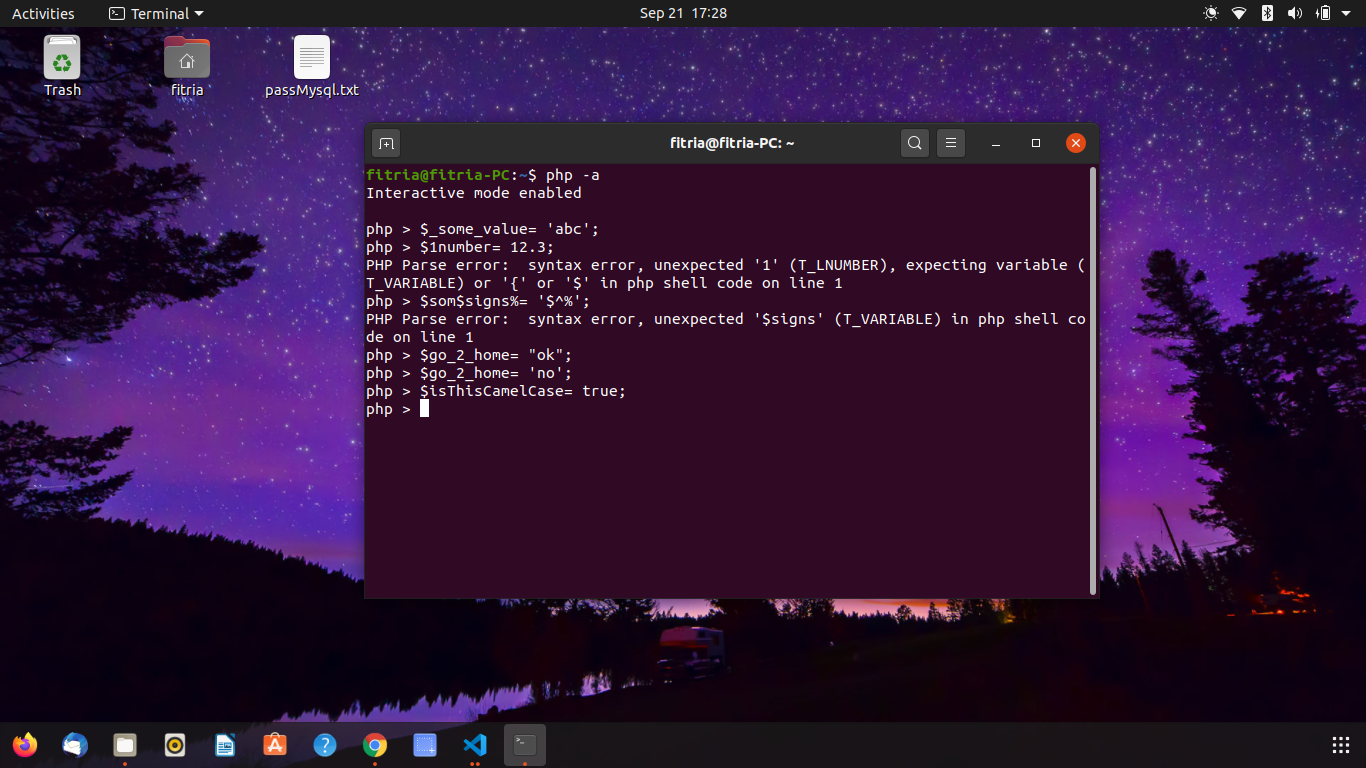 Activities
Terminal
Sep 21 17:28
Trash
fitria
passMysql.txt
fitria@fitria-PC: ~
fitria@fitria-PC:~$ php -a
Interactive mode enabled
php > $_some_value= 'abc';
php > $1number= 12.3;
PHP Parse error:  syntax error, unexpected '1' (T_LNUMBER), expecting variable (
T_VARIABLE) or '{' or '$' in php shell code on line 1
php > $som$signs%= '$^%';
PHP Parse error:  syntax error, unexpected '$signs' (T_VARIABLE) in php shell co
de on line 1
php > $go_2_home= "ok";
php > $go_2_home= 'no';
php > $isThisCamelCase= true;
php >